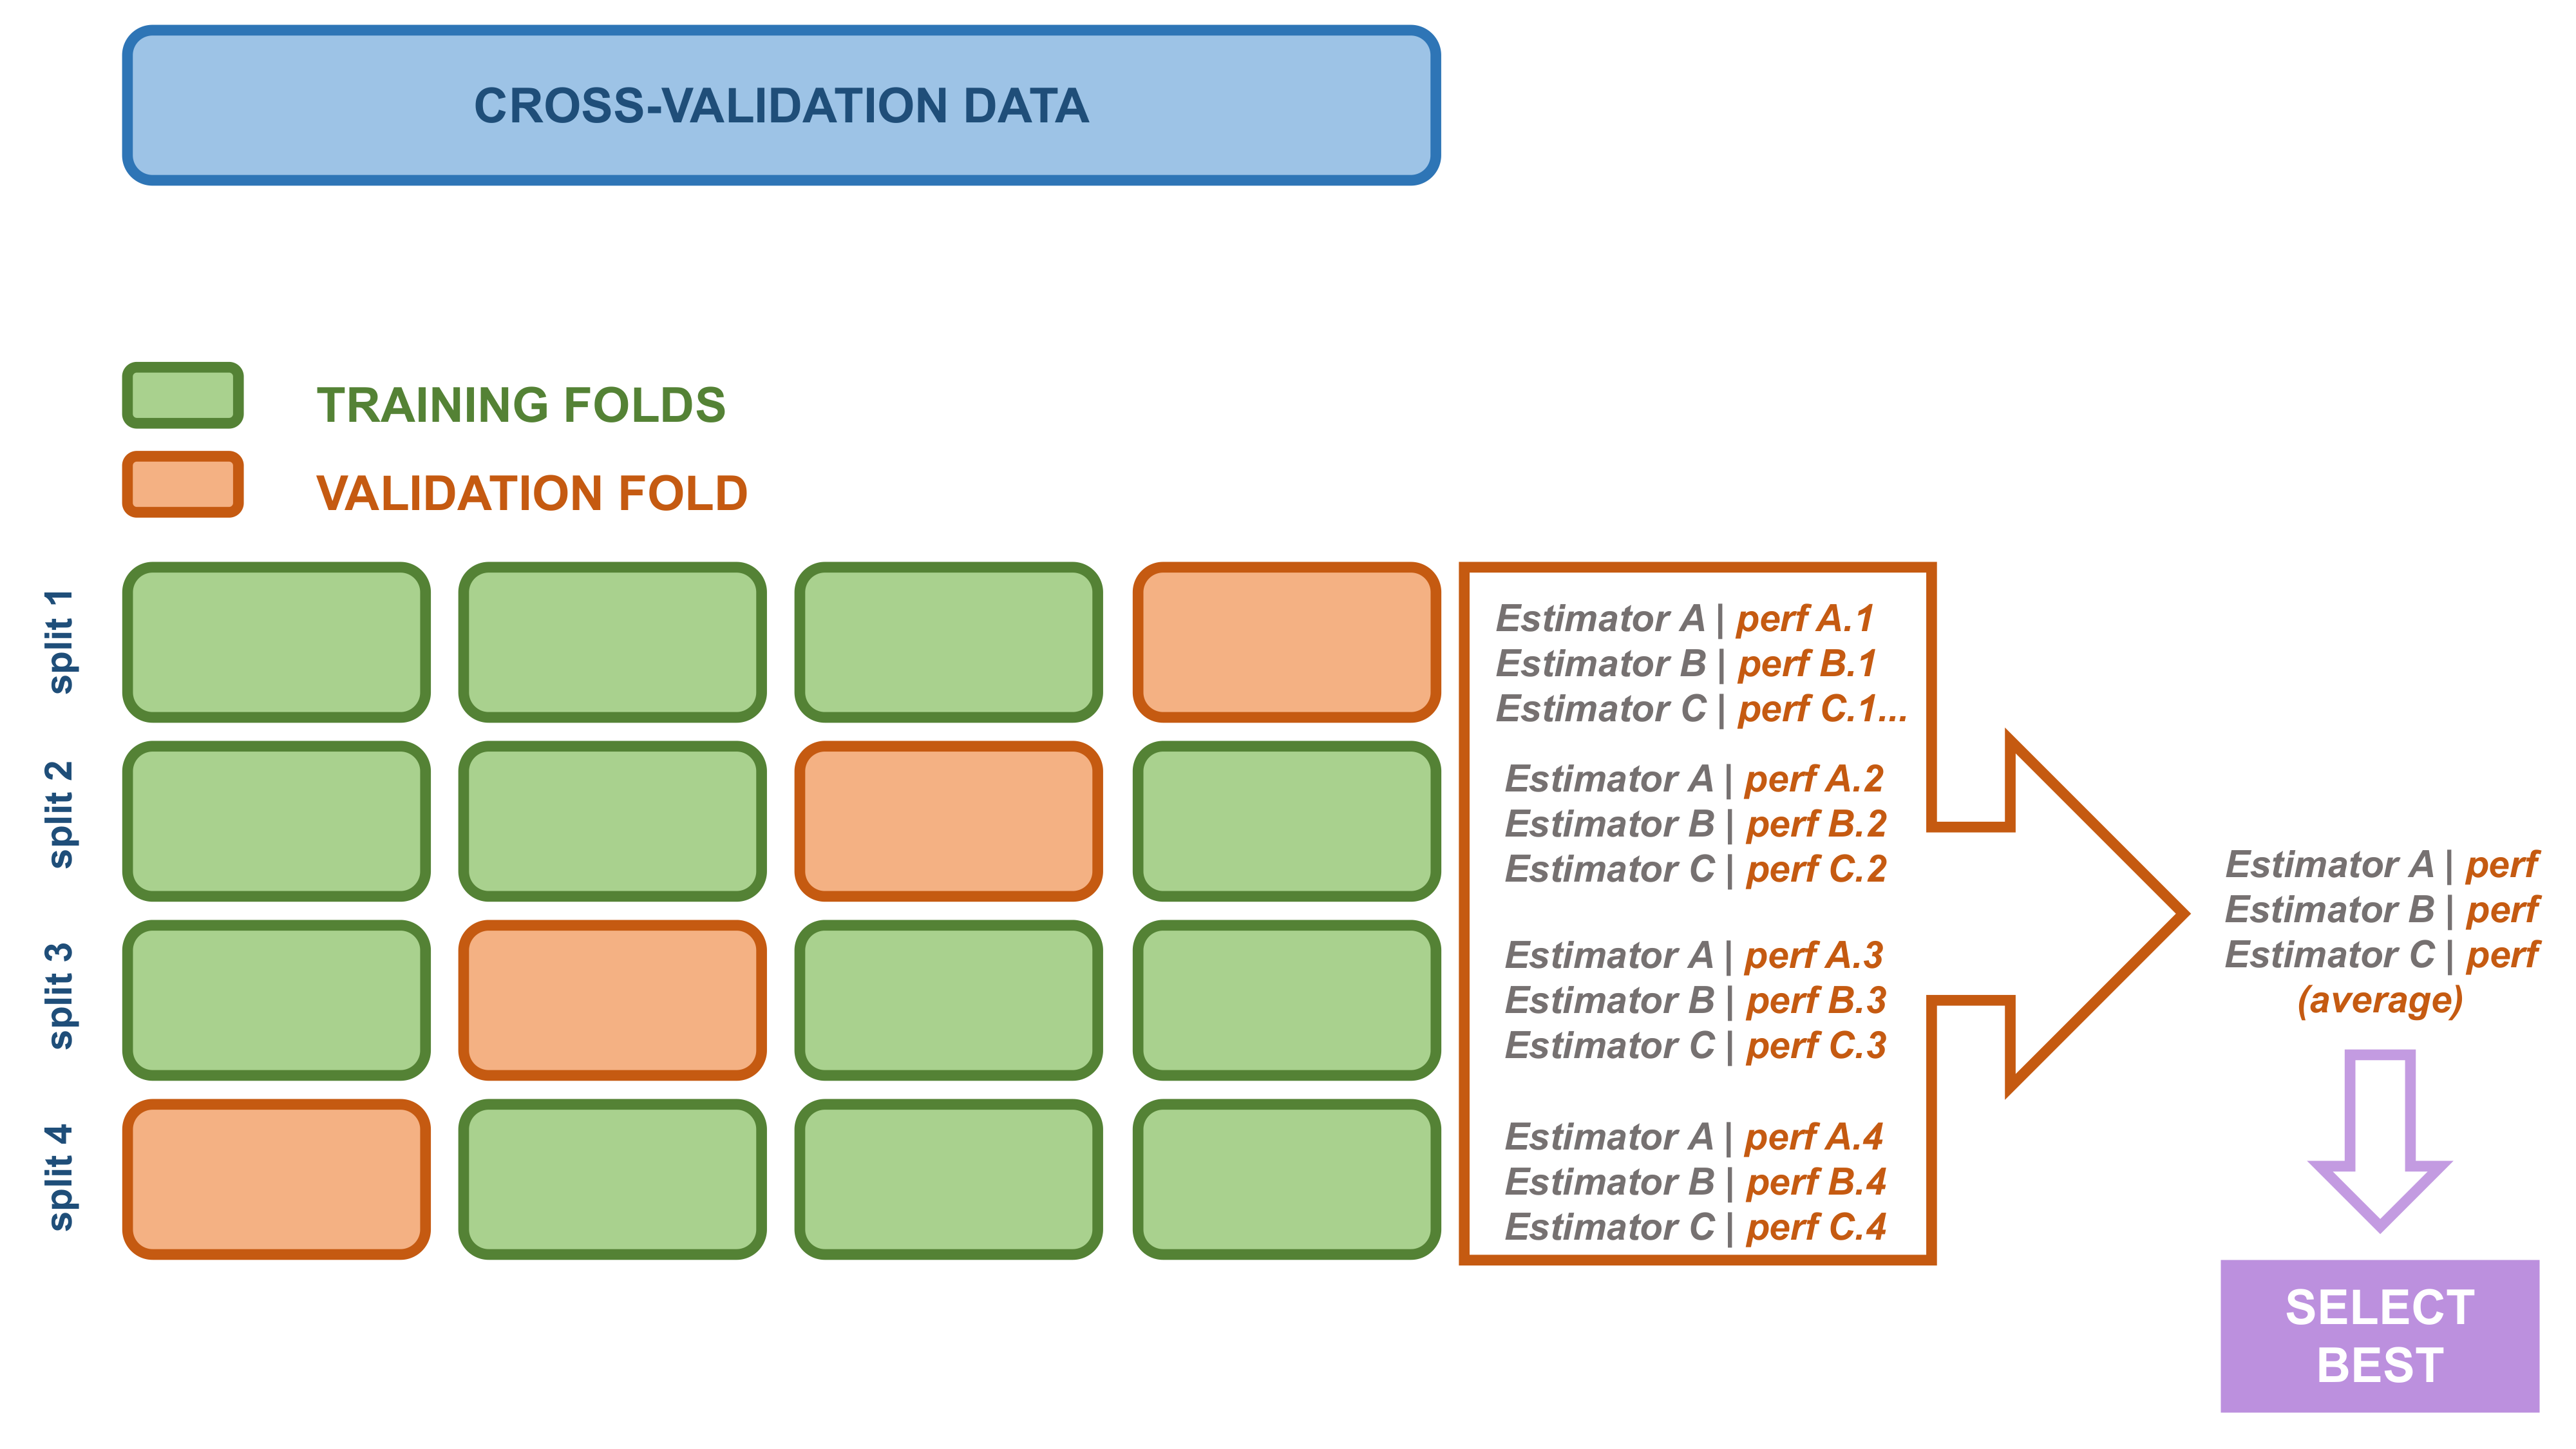 CROSS-VALIDATION DATA
TRAINING FOLDS
VALIDATION FOLD
split 1
Estimator A | perf A.1
Estimator B | perf B.1
Estimator C | perf C.1...
split 2
Estimator A | perf A.2
Estimator B | perf B.2
Estimator C | perf C.2
split 3
Estimator A | perf A.3
Estimator B | perf B.3
Estimator C | perf C.3
split 4
Estimator A | perf A.4
Estimator B | perf B.4
Estimator C | perf C.4
Estimator A | perf
Estimator B | perf
Estimator C | perf
(average)
SELECT
BEST